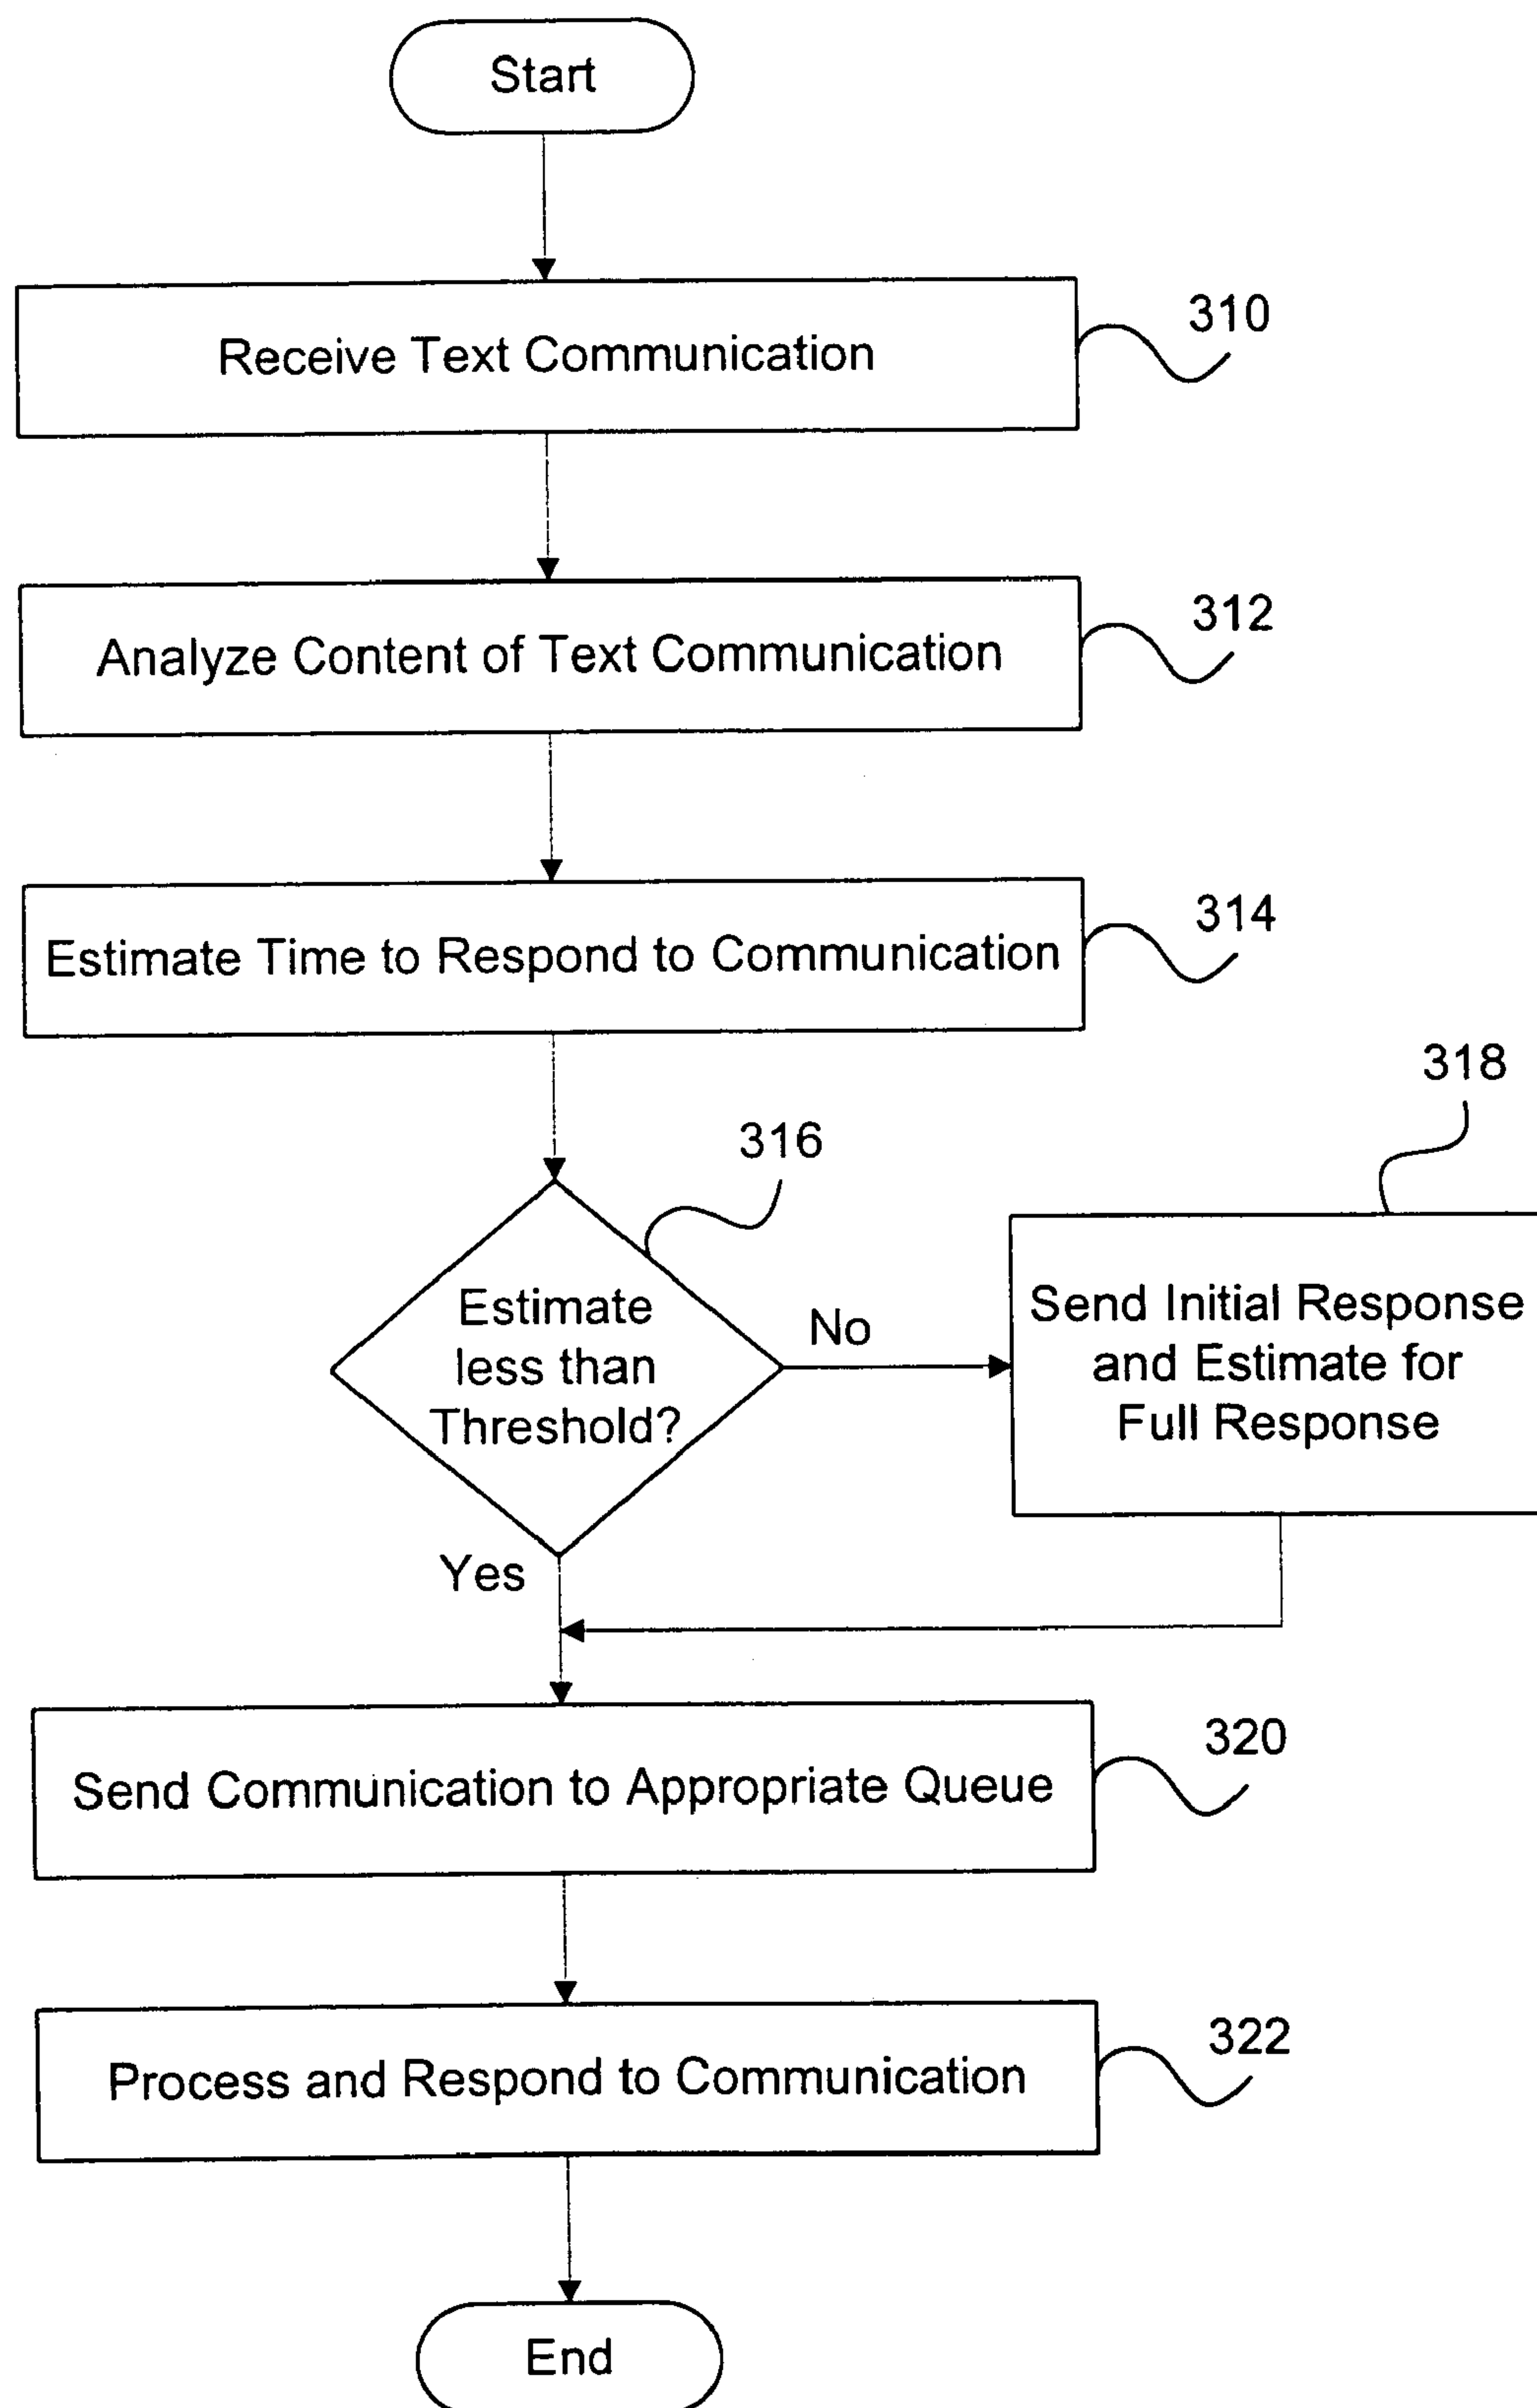 Start
Receive Text Communication
310
Analyze Content of Text Communication
312
Estimate Time to Respond to Communication
314
316
318
Estimate
less than
Threshold?
No
Send Initial Response
and Estimate for
Full Response
Yes
Send Communication to Appropriate Queue
320
Process and Respond to Communication
322
End